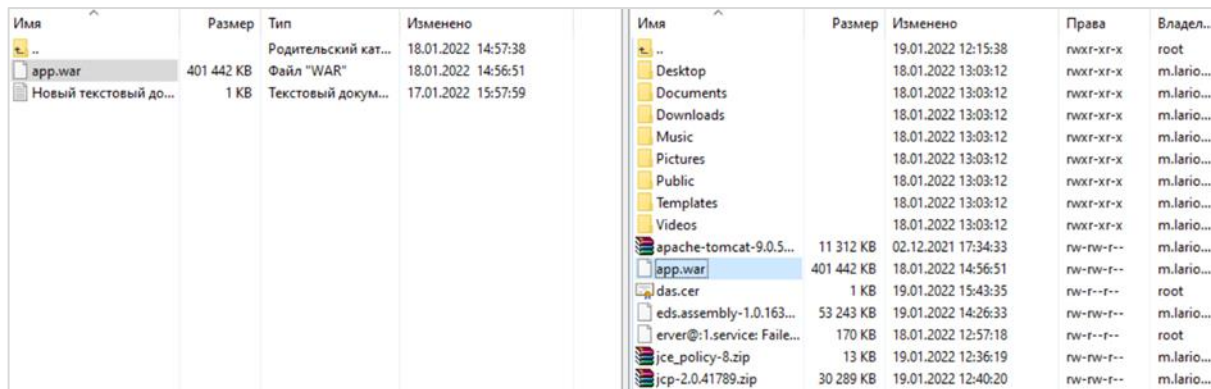 Имя Размер Тип Изменено
.. Родительский кат... 18.01.2022 14:57:38
app.war 401 442 KB Файл "WAR" 18.01.2022 14:56:51
Новый текстовый до... 1 KB Текстовый докум... 17.01.2022 15:57:59
Имя Размер Изменено Права Владел...
.. 19.01.2022 12:15:38 rwxr-xr-x root
Desktop 18.01.2022 13:03:12 rwxr-xr-x m.lario...
Documents 18.01.2022 13:03:12 rwxr-xr-x m.lario...
Downloads 18.01.2022 13:03:12 rwxr-xr-x m.lario...
Music 18.01.2022 13:03:12 rwxr-xr-x m.lario...
Pictures 18.01.2022 13:03:12 rwxr-xr-x m.lario...
Public 18.01.2022 13:03:12 rwxr-xr-x m.lario...
Templates 18.01.2022 13:03:12 rwxr-xr-x m.lario...
Videos 18.01.2022 13:03:12 rwxr-xr-x m.lario...
apache-tomcat-9.0.5... 11 312 KB 02.12.2021 17:34:33 rw-rw-r-- m.lario...
app.war 401 442 KB 18.01.2022 14:56:51 rw-rw-r-- m.lario...
das.cer 1 KB 19.01.2022 15:43:35 rw-r--r-- root
eds.assembly-1.0.163... 53 243 KB 19.01.2022 14:26:33 rw-rw-r-- m.lario...
erver@:1.service: Faile... 170 KB 18.01.2022 12:57:18 rw-r--r-- root
jce_policy-8.zip 13 KB 19.01.2022 12:36:19 rw-rw-r-- m.lario...
jcp-2.0.41789.zip 30 289 KB 19.01.2022 12:40:20 rw-rw-r-- m.lario...